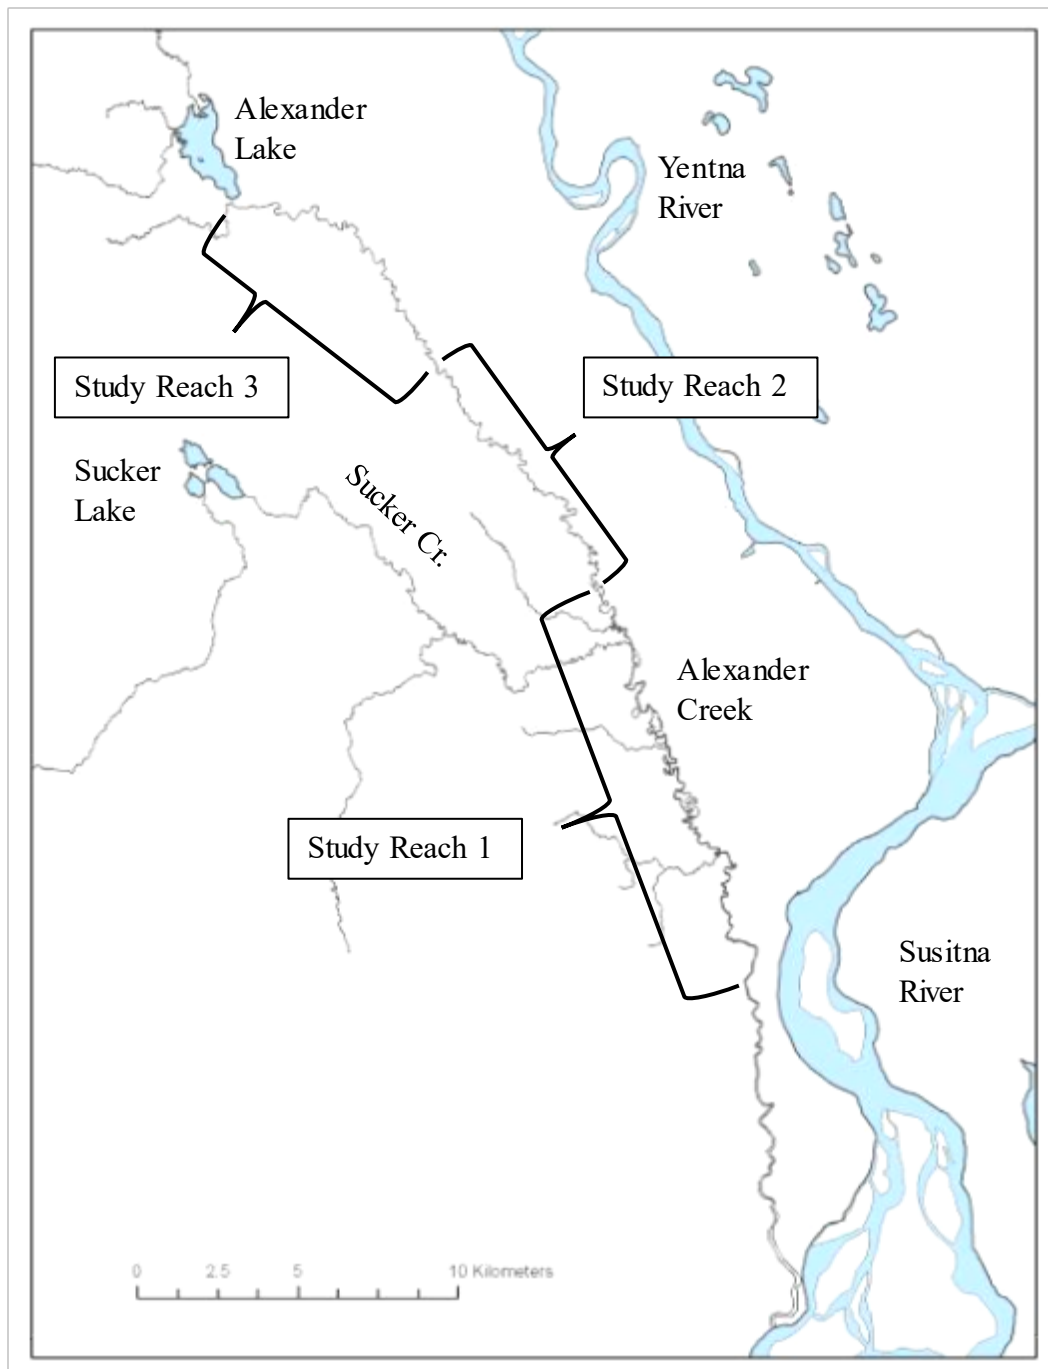 Alexander
Lake
Yentna
River
Study Reach 3
Study Reach 2
Sucker
Lake
Sucker Cr.
Alexander
Creek
Study Reach 1
Susitna
River
0 2.5 5 10 Kilometers